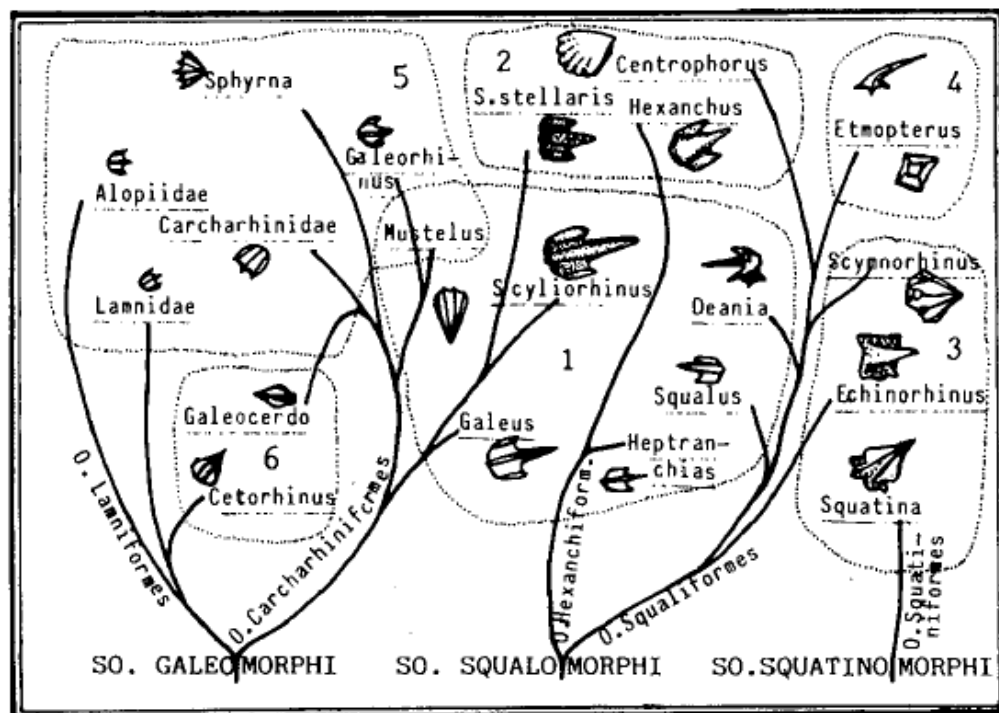 Sphyrna
5
2
Centrophorus
S.stellaris
Hexanchus
4
Etmopterus
Galeorhi-
nus
Alopiidae
Carcharhinidae
Mustelus
Lamnidae
Scyliorhinus
Deania
Scymnorhinus
3
1
Echinorhinus
Galeocerdo
6
Cetorhinus
Galeus
Squalus
Heptran-
chias
Squatina
O. Lamniformes
O.Carcharhinifcrmes
O.Hexanchiform.
O.Squaliformes
O.Squati-
niformes
SO. GALEOMORPHI
SO. SQUALOMORPHI
SO.SQUATINOMORPHI